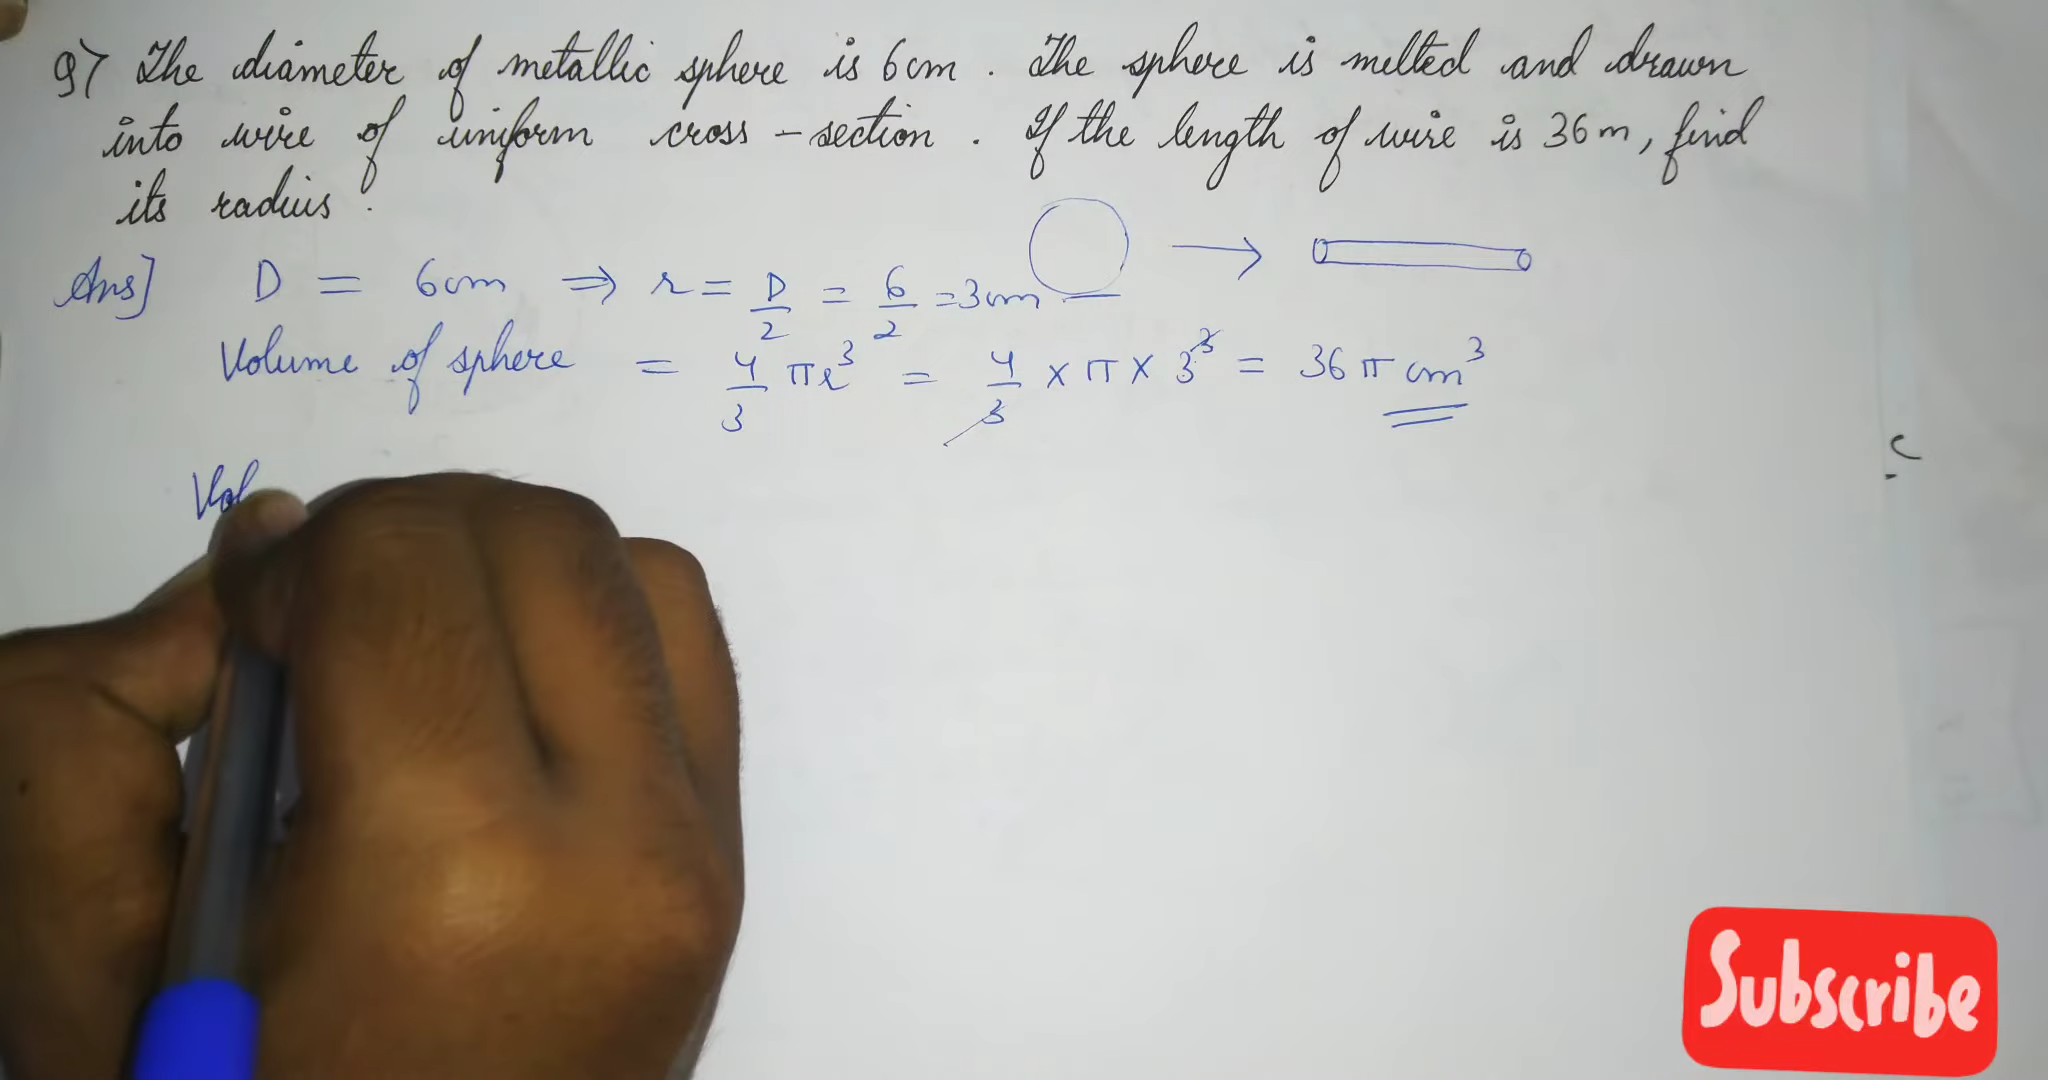 9) The diameter of metallic sphere is 6cm. The sphere is melted and drawn
into wire of uniform cross-section. If the length of wire is 36m, find
its radius.
Ans] D = 6cm ⇒ r = D/2 = 6/2 = 3cm
Volume of sphere = 4/3 πr³ = 4/3 × π × 3³ = 36π cm³
Vol
Subscribe